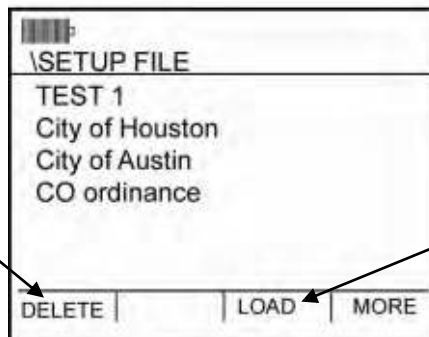 \SETUP FILE
TEST 1
City of Houston
City of Austin
CO ordinance
DELETE | | LOAD | MORE